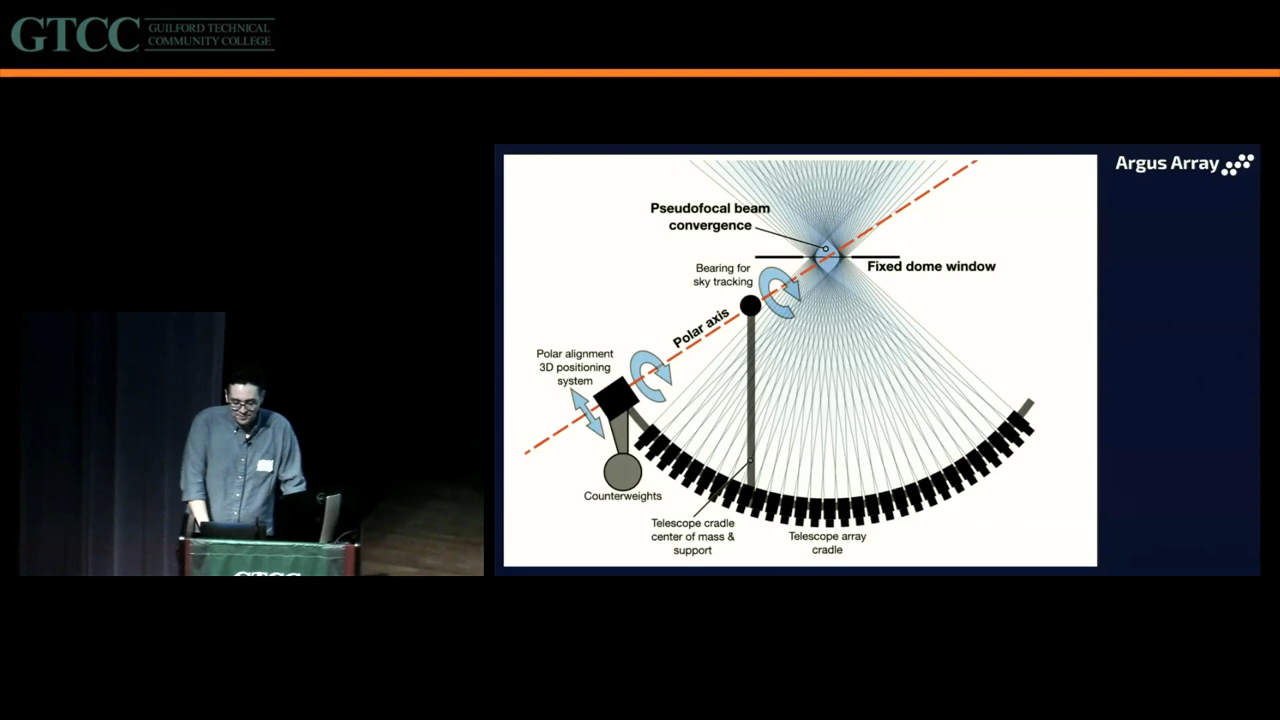 GTCC
GUILFORD TECHNICAL
COMMUNITY COLLEGE
Argus Array
Pseudofocal beam
convergence
Fixed dome window
Bearing for
sky tracking
Polar axis
Polar alignment
3D positioning
system
Counterweights
Telescope cradle
center of mass &
support
Telescope array
cradle
GTCC